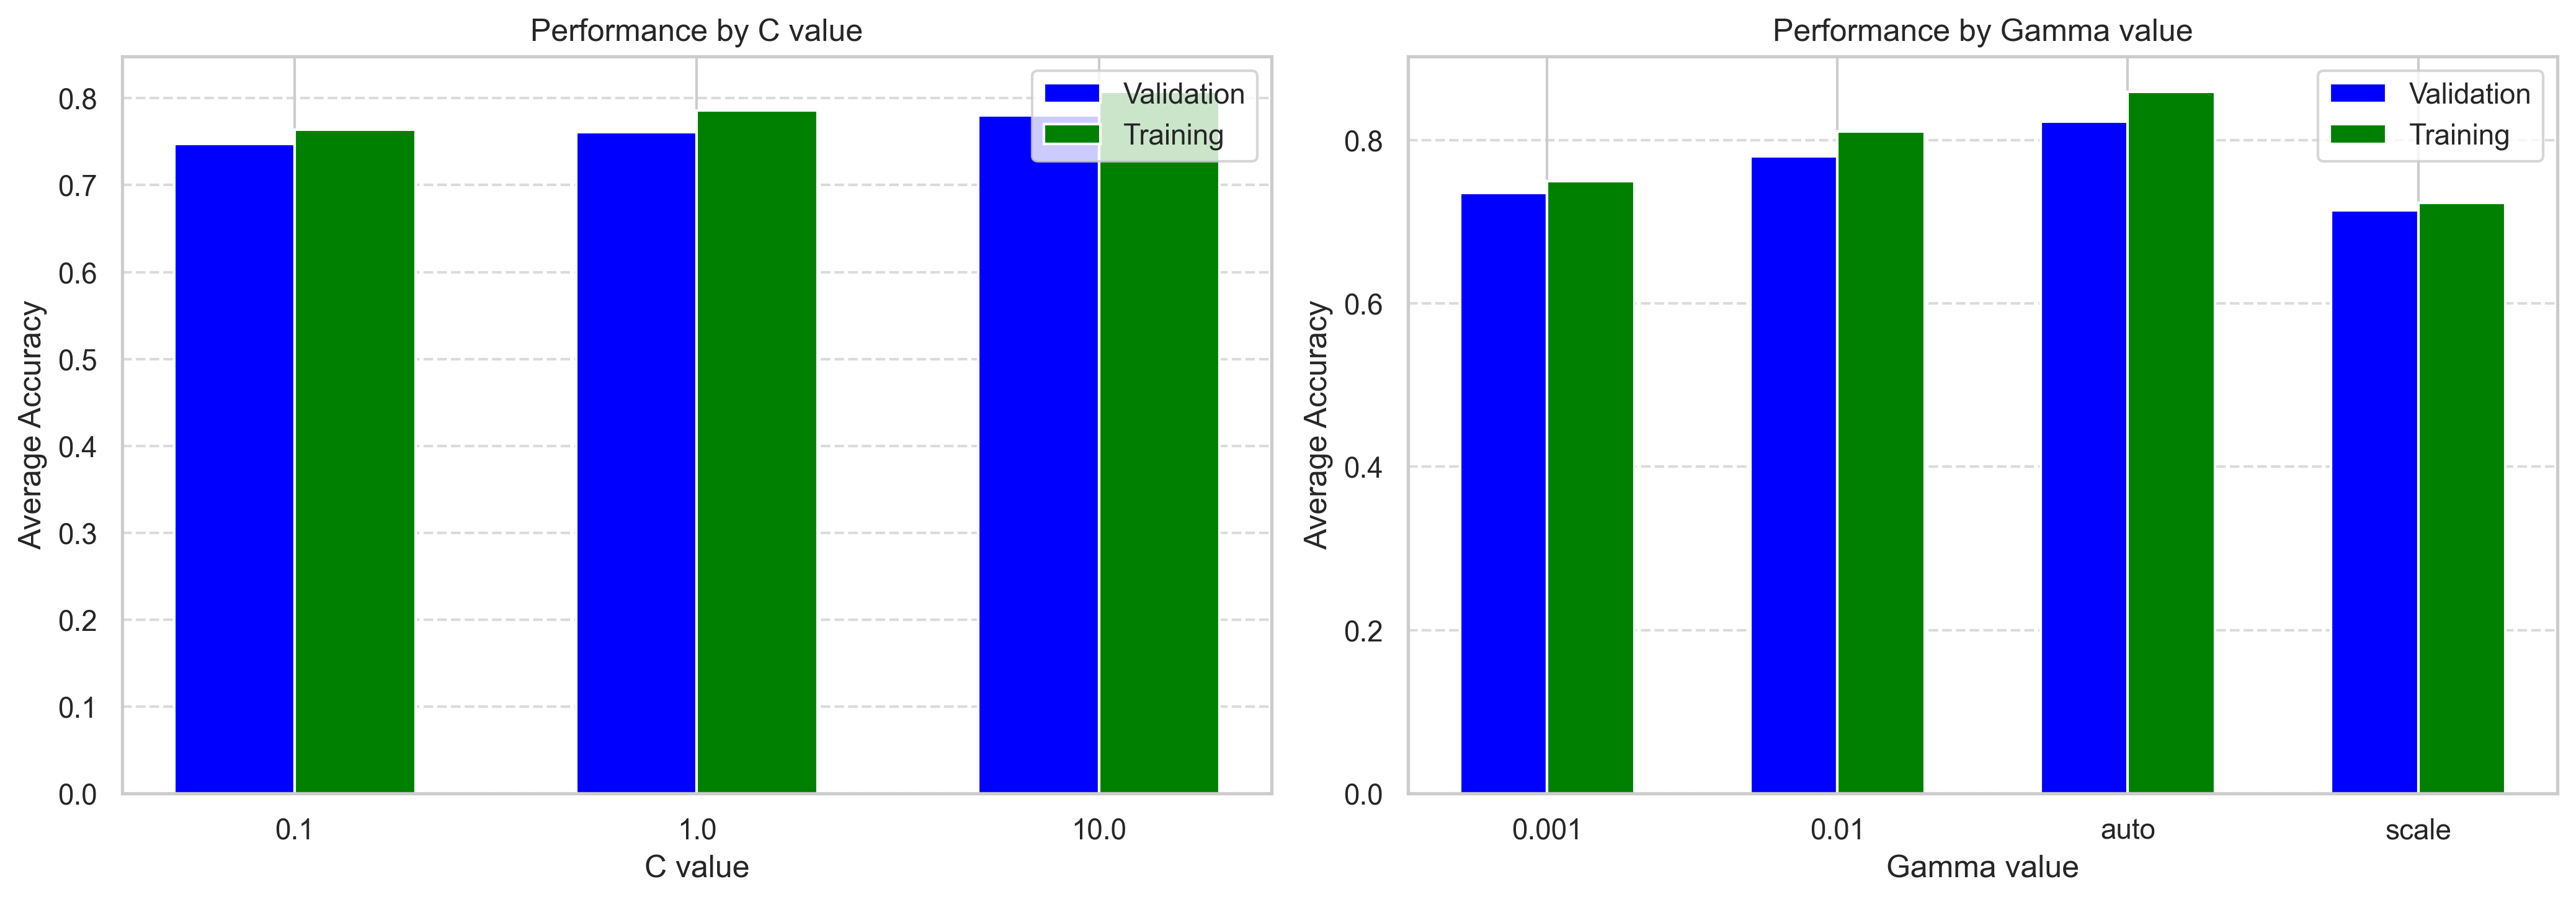 Performance by C value
Validation
Training
0.8
0.7
0.6
0.5
0.4
0.3
0.2
0.1
0.0
Average Accuracy
0.1 1.0 10.0
C value
Performance by Gamma value
Validation
Training
0.8
0.6
0.4
0.2
0.0
Average Accuracy
0.001 0.01 auto scale
Gamma value